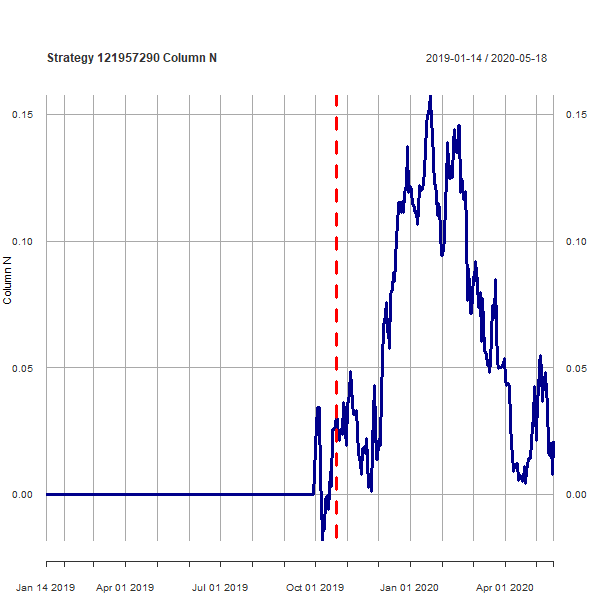 Strategy 121957290 Column N
2019-01-14 / 2020-05-18
0.15
0.10
0.05
0.00
Column N
0.15
0.10
0.05
0.00
Jan 14 2019
Apr 01 2019
Jul 01 2019
Oct 01 2019
Jan 01 2020
Apr 01 2020